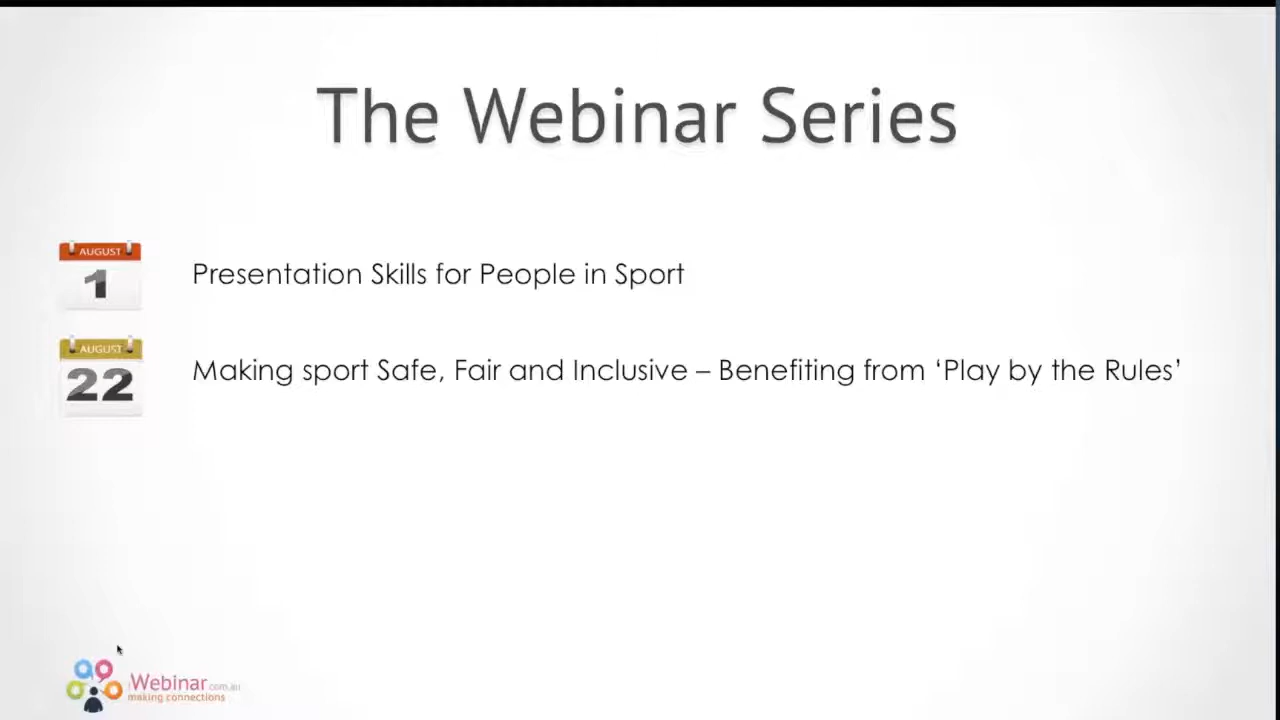 The Webinar Series
AUGUST
1
Presentation Skills for People in Sport
AUGUST
22
Making sport Safe, Fair and Inclusive – Benefiting from ‘Play by the Rules’
iWebinar.com.au
making connections